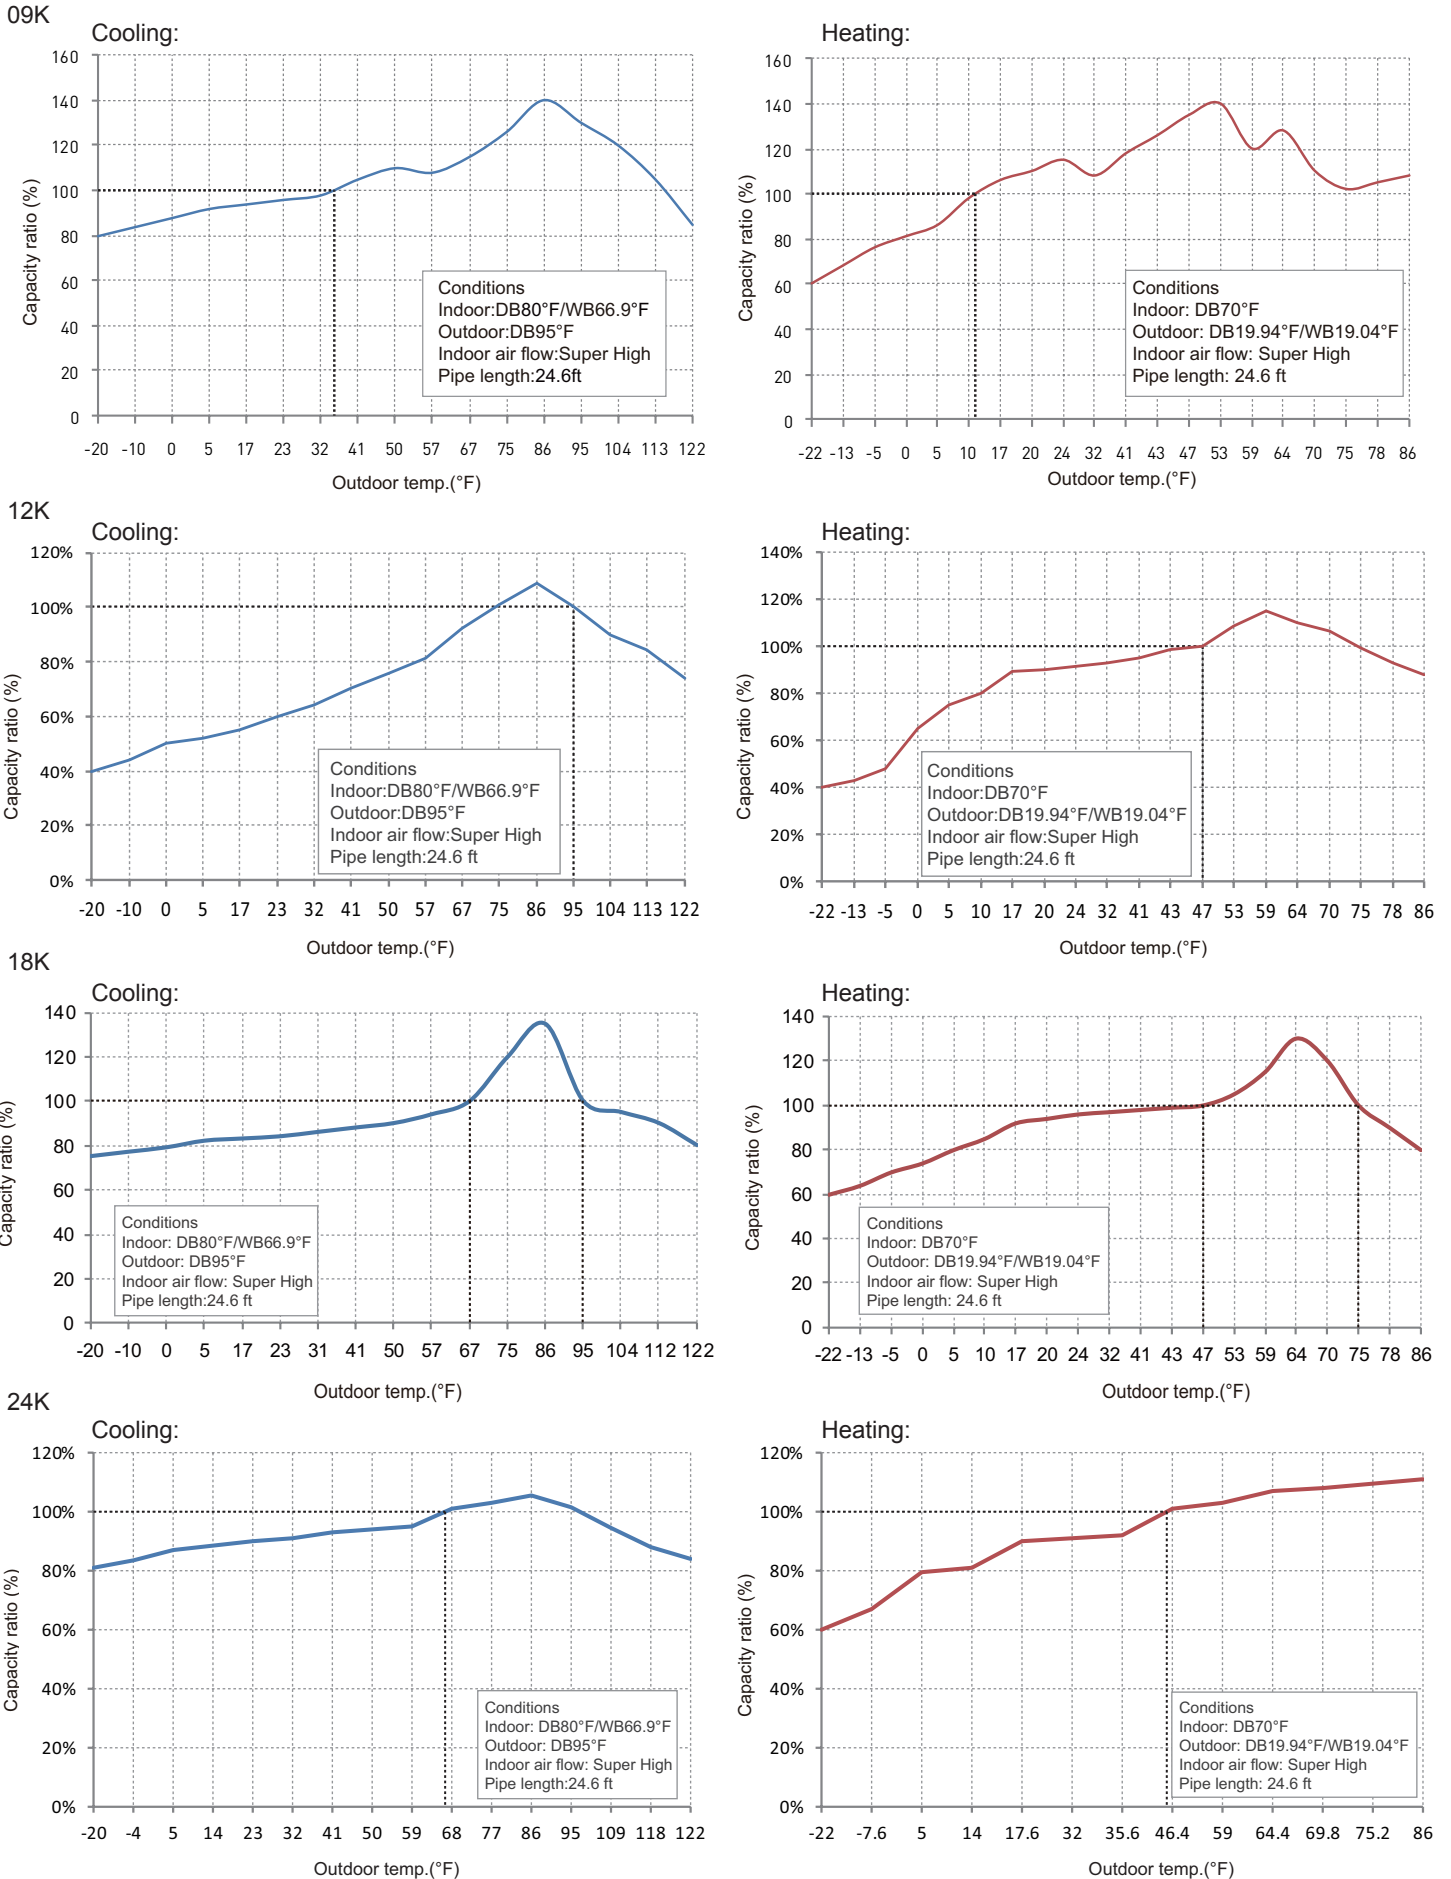 09K
Cooling:
160
140
120
100
80
60
40
20
0
Capacity ratio (%)
Conditions
Indoor:DB80°F/WB66.9°F
Outdoor:DB95°F
Indoor air flow:Super High
Pipe length:24.6ft
-20 -10 0 5 17 23 32 41 50 57 67 75 86 95 104 113 122
Outdoor temp.(°F)
Heating:
160
140
120
100
80
60
40
20
0
Capacity ratio (%)
Conditions
Indoor: DB70°F
Outdoor: DB19.94°F/WB19.04°F
Indoor air flow: Super High
Pipe length: 24.6 ft
-22 -13 -5 0 5 10 17 20 24 32 41 43 47 53 59 64 70 75 78 86
Outdoor temp.(°F)
12K
Cooling:
120%
100%
80%
60%
40%
20%
0%
Capacity ratio (%)
Conditions
Indoor:DB80°F/WB66.9°F
Outdoor:DB95°F
Indoor air flow:Super High
Pipe length:24.6 ft
-20 -10 0 5 17 23 32 41 50 57 67 75 86 95 104 113 122
Outdoor temp.(°F)
Heating:
140%
120%
100%
80%
60%
40%
20%
0%
Capacity ratio (%)
Conditions
Indoor:DB70°F
Outdoor:DB19.94°F/WB19.04°F
Indoor air flow:Super High
Pipe length:24.6 ft
-22 -13 -5 0 5 10 17 20 24 32 41 43 47 53 59 64 70 75 78 86
Outdoor temp.(°F)
18K
Cooling:
140
120
100
80
60
40
20
0
Capacity ratio (%)
Conditions
Indoor: DB80°F/WB66.9°F
Outdoor: DB95°F
Indoor air flow: Super High
Pipe length:24.6 ft
-20 -10 0 5 17 24 31 41 51 57 67 75 86 95 104 112 122
Outdoor temp.(°F)
Heating:
140
120
100
80
60
40
20
0
Capacity ratio (%)
Conditions
Indoor: DB70°F
Outdoor: DB19.94°F/WB19.04°F
Indoor air flow: Super High
Pipe length: 24.6 ft
-22 -13 -5 0 5 10 17 20 24 32 41 43 47 53 59 64 70 75 78 86
Outdoor temp.(°F)
24K
Cooling:
120%
100%
80%
60%
40%
20%
0%
Capacity ratio (%)
Conditions
Indoor: DB80°F/WB66.9°F
Outdoor: DB95°F
Indoor air flow: Super High
Pipe length:24.6 ft
-20 -4 5 14 23 32 41 50 59 68 77 86 95 109 118 122
Outdoor temp.(°F)
Heating:
120%
100%
80%
60%
40%
20%
0%
Capacity ratio (%)
Conditions
Indoor: DB70°F
Outdoor: DB19.94°F/WB19.04°F
Indoor air flow: Super High
Pipe length: 24.6 ft
-22 -7.6 5 14 17.6 32 35.6 46.4 59 64.4 69.8 75.2 86
Outdoor temp.(°F)